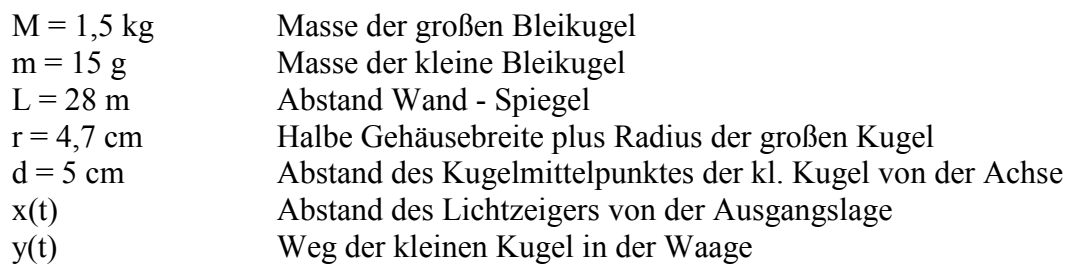 M = 1,5 kg Masse der großen Bleikugel
m = 15 g Masse der kleine Bleikugel
L = 28 m Abstand Wand - Spiegel
r = 4,7 cm Halbe Gehäusebreite plus Radius der großen Kugel
d = 5 cm Abstand des Kugelmittelpunktes der kl. Kugel von der Achse
x(t) Abstand des Lichtzeigers von der Ausgangslage
y(t) Weg der kleinen Kugel in der Waage